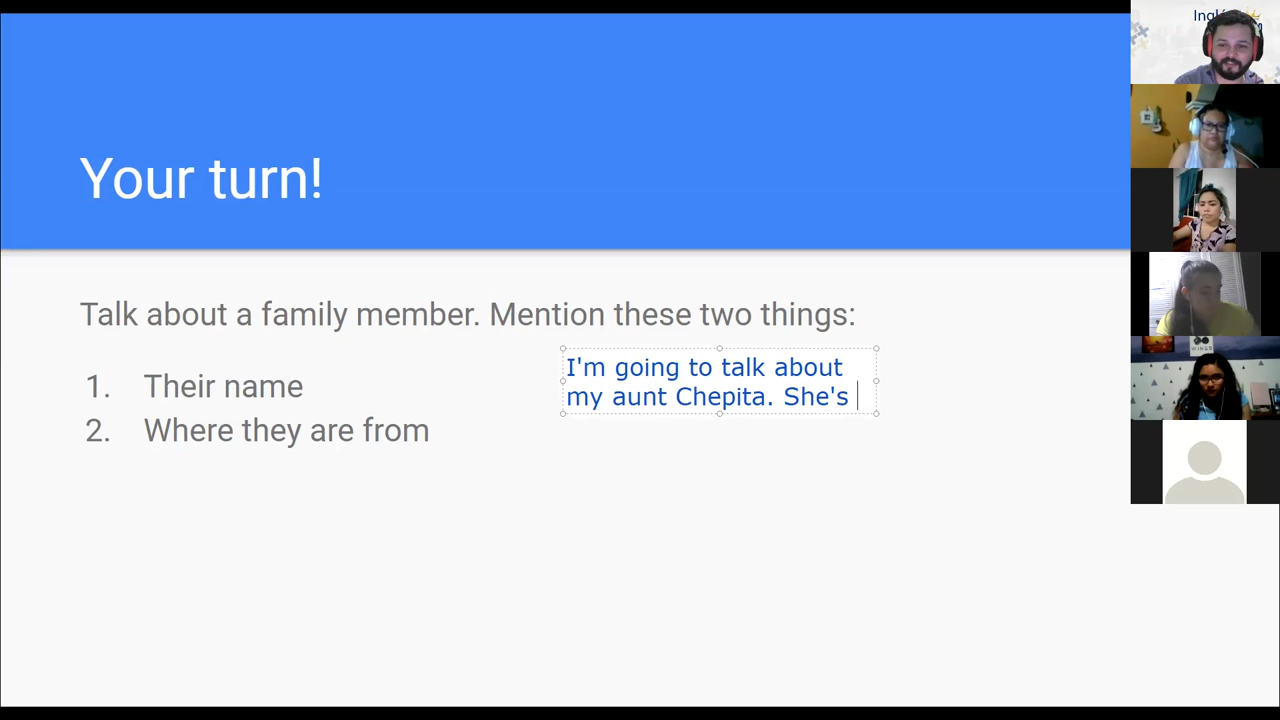 Your turn!
Talk about a family member. Mention these two things:
1. Their name
2. Where they are from
I'm going to talk about
my aunt Chepita. She's
WINGS